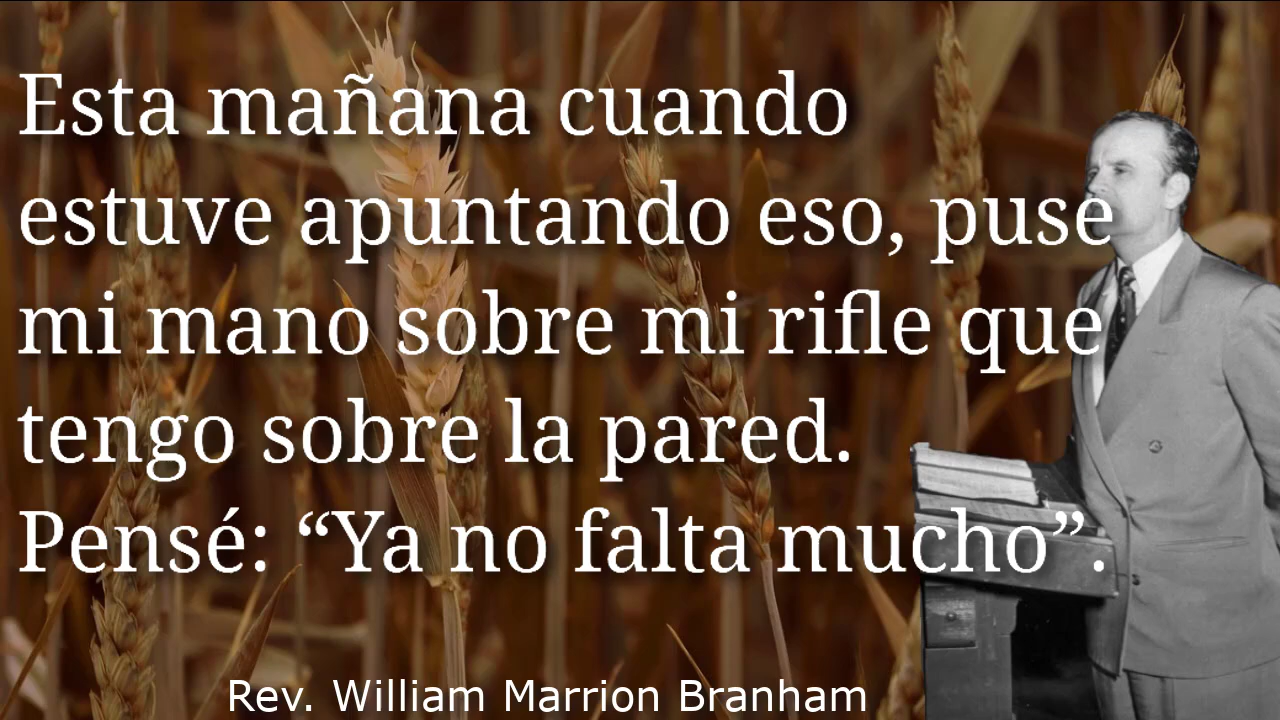 Esta mañana cuando
estuve apuntando eso, puse
mi mano sobre mi rifle que
tengo sobre la pared.
Pensé: “Ya no falta mucho”.
Rev. William Marrion Branham